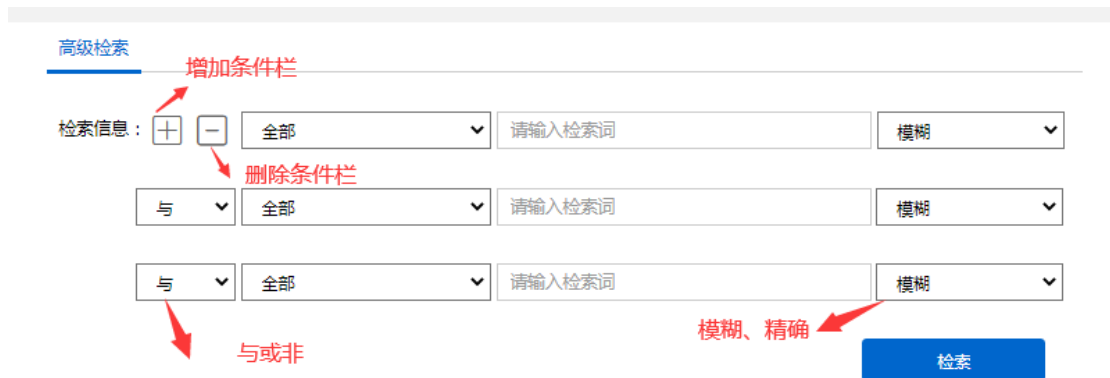 高级检索
增加条件栏
检索信息： 全部 请输入检索词 模糊
删除条件栏
与 全部 请输入检索词 模糊
与 全部 请输入检索词 模糊
模糊、精确
与或非
检索